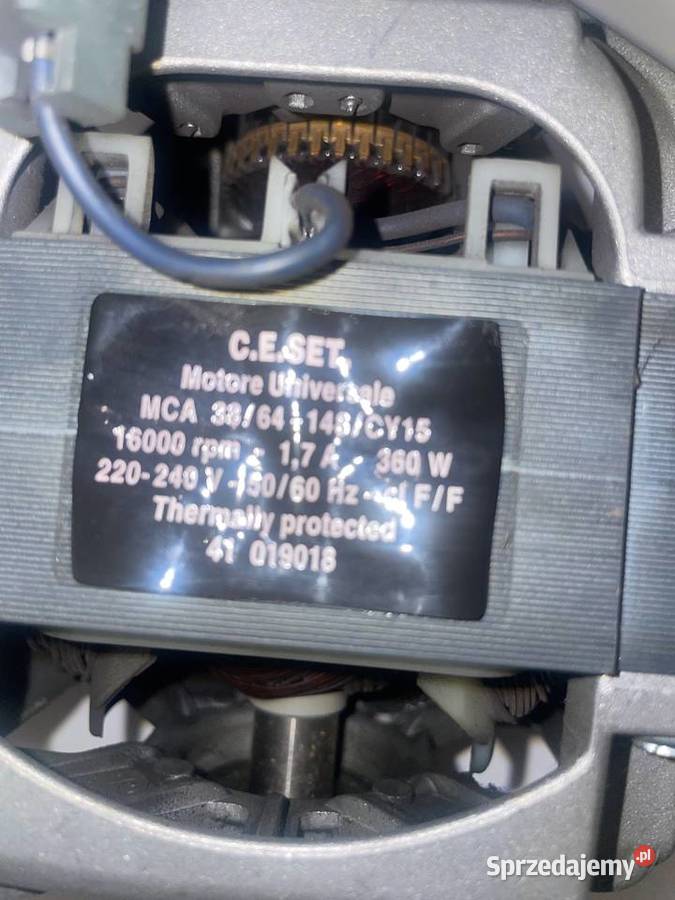 C.E.SET.
Motore Universale
MCA 38/64-148/CY15
16000 rpm - 1,7 A - 360 W
220-240 V - 50/60 Hz - cl F/F
Thermally protected
41 019018
Sprzedajemy.pl